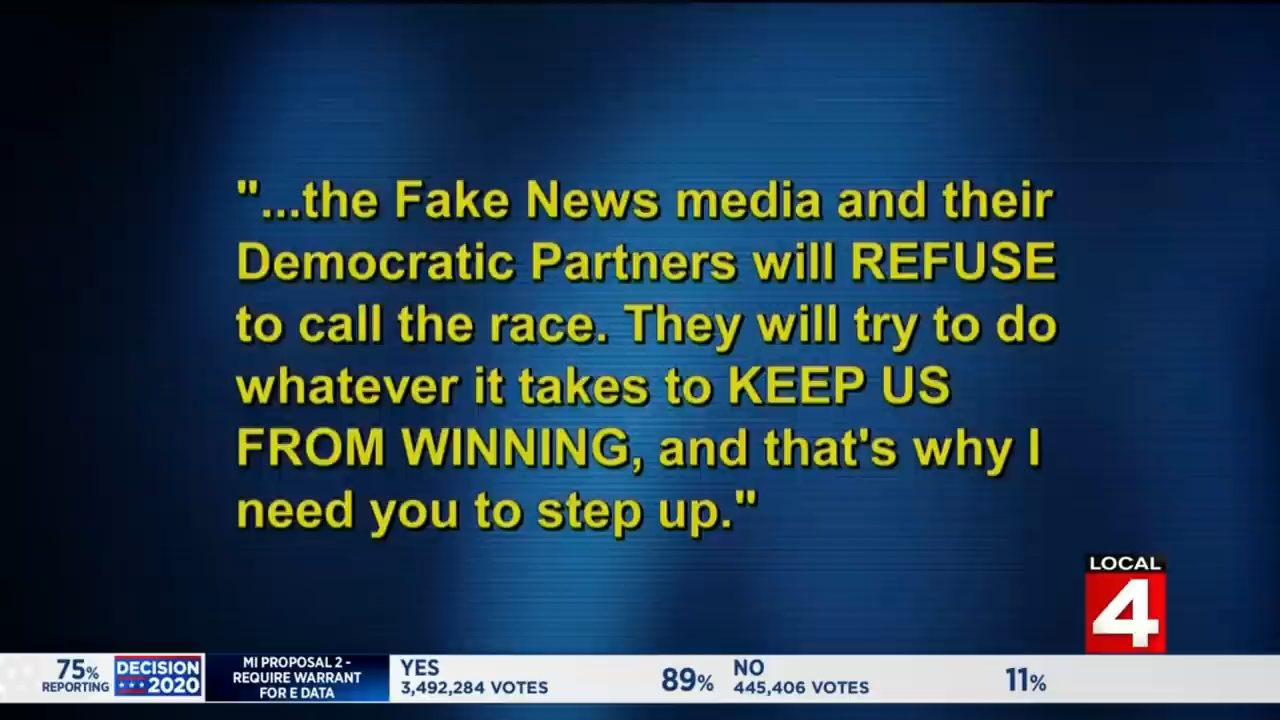 "...the Fake News media and their
Democratic Partners will REFUSE
to call the race. They will try to do
whatever it takes to KEEP US
FROM WINNING, and that's why I
need you to step up."
LOCAL
4
75%
REPORTING
DECISION
2020
MI PROPOSAL 2 -
REQUIRE WARRANT
FOR E DATA
YES
3,492,284 VOTES
89%
NO
445,406 VOTES
11%